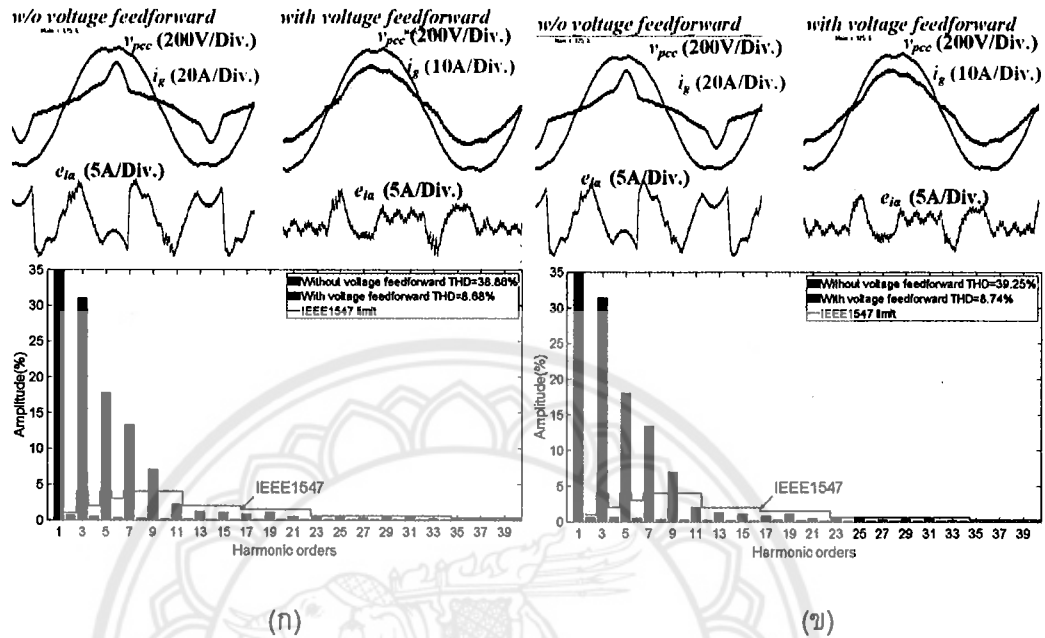 w/o voltage feedforward
with voltage feedforward
v_pcc (200V/Div.)
v_pcc (200V/Div.)
i_g (20A/Div.)
i_g (10A/Div.)
e_iα (5A/Div.)
e_iα (5A/Div.)
35
30
25
20
15
10
5
0
Amplitude(%)
Without voltage feedforward THD=38.88%
With voltage feedforward THD=8.68%
IEEE1547 limit
IEEE1547
1 3 5 7 9 11 13 15 17 19 21 23 25 27 29 31 33 35 37 39
Harmonic orders
(ก)
w/o voltage feedforward
with voltage feedforward
v_pcc (200V/Div.)
v_pcc (200V/Div.)
i_g (20A/Div.)
i_g (10A/Div.)
e_iα (5A/Div.)
e_iα (5A/Div.)
35
30
25
20
15
10
5
0
Amplitude(%)
Without voltage feedforward THD=39.25%
With voltage feedforward THD=8.74%
IEEE1547 limit
IEEE1547
1 3 5 7 9 11 13 15 17 19 21 23 25 27 29 31 33 35 37 39
Harmonic orders
(ข)